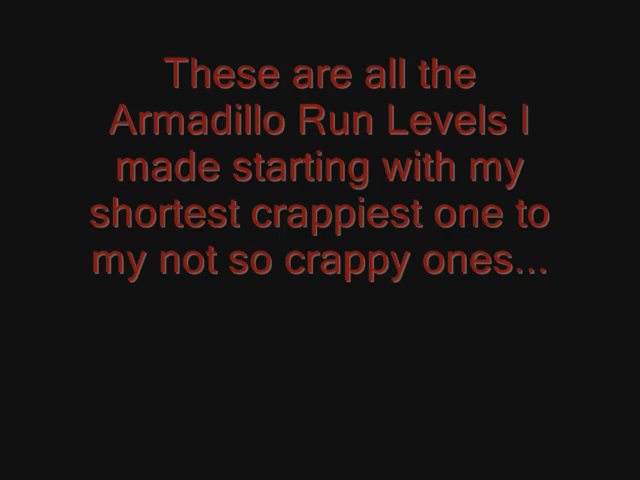 These are all the
Armadillo Run Levels I
made starting with my
shortest crappiest one to
my not so crappy ones...